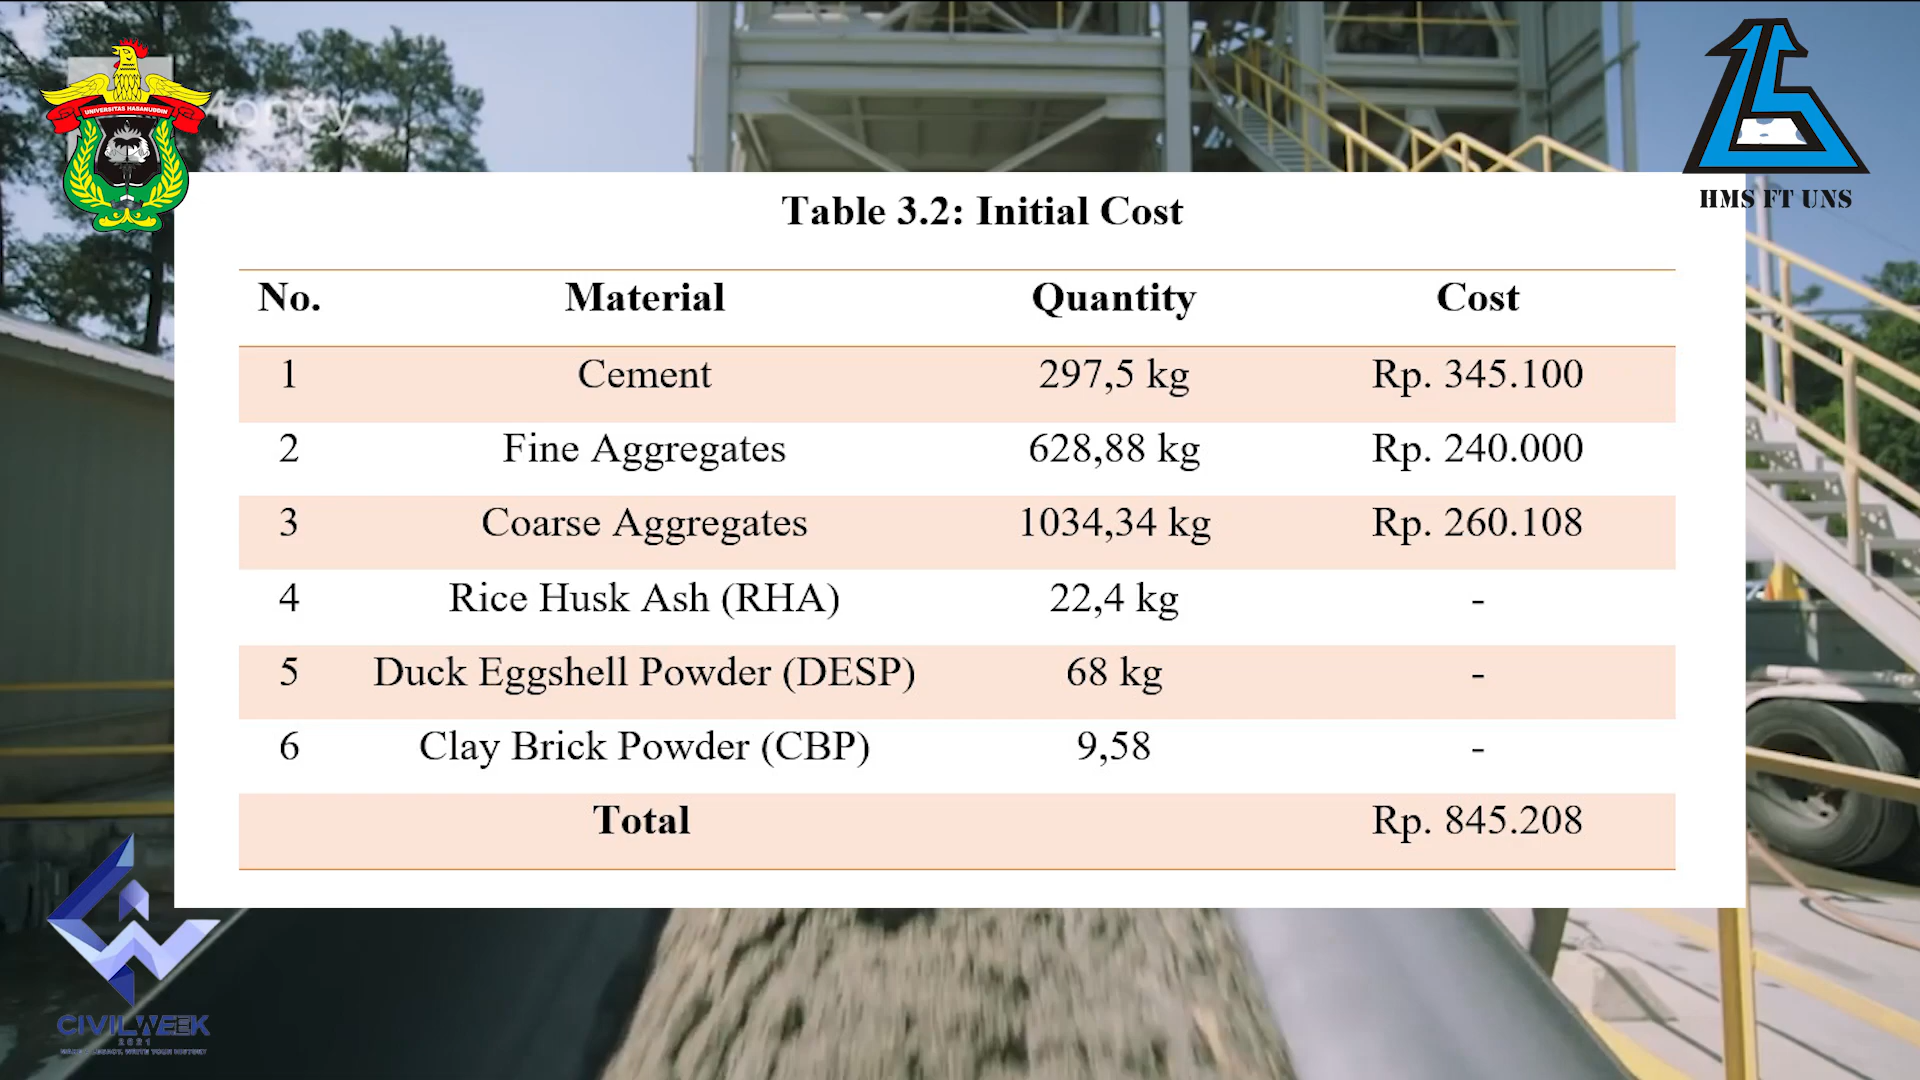 Money
UNIVERSITAS HASANUDDIN
HMS FT UNS
Table 3.2: Initial Cost
No. Material Quantity Cost
1 Cement 297,5 kg Rp. 345.100
2 Fine Aggregates 628,88 kg Rp. 240.000
3 Coarse Aggregates 1034,34 kg Rp. 260.108
4 Rice Husk Ash (RHA) 22,4 kg -
5 Duck Eggshell Powder (DESP) 68 kg -
6 Clay Brick Powder (CBP) 9,58 -
Total Rp. 845.208
CIVILWEEK
2021